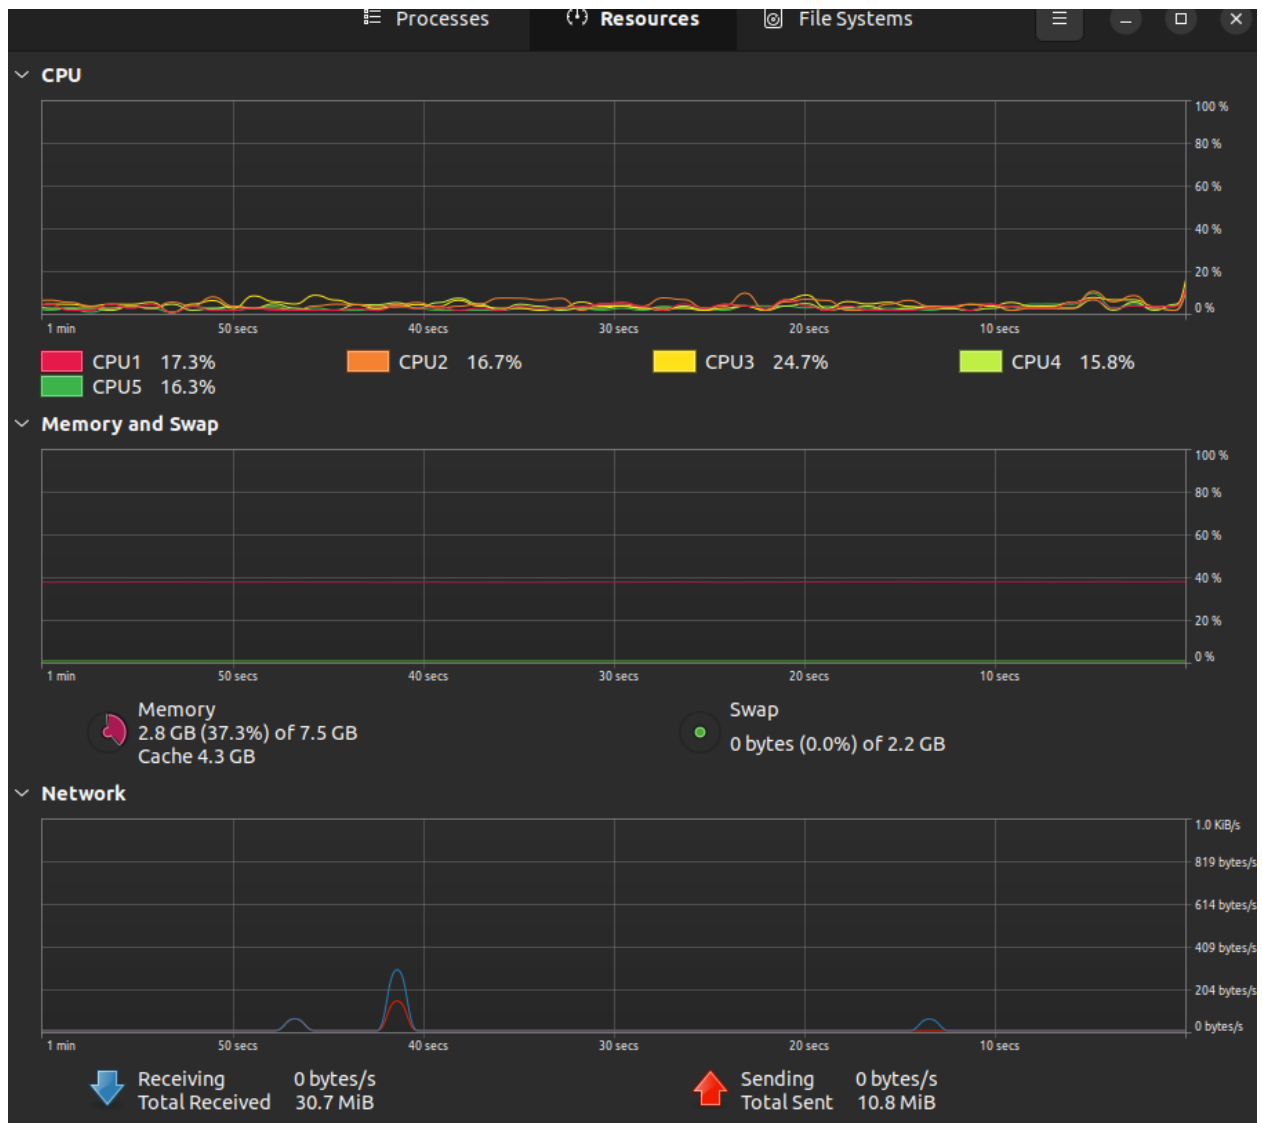 Processes Resources File Systems
CPU
100 %
80 %
60 %
40 %
20 %
0 %
1 min 50 secs 40 secs 30 secs 20 secs 10 secs
CPU1 17.3% CPU2 16.7% CPU3 24.7% CPU4 15.8%
CPU5 16.3%
Memory and Swap
100 %
80 %
60 %
40 %
20 %
0 %
1 min 50 secs 40 secs 30 secs 20 secs 10 secs
Memory
2.8 GB (37.3%) of 7.5 GB
Cache 4.3 GB
Swap
0 bytes (0.0%) of 2.2 GB
Network
1.0 KiB/s
819 bytes/s
614 bytes/s
409 bytes/s
204 bytes/s
0 bytes/s
1 min 50 secs 40 secs 30 secs 20 secs 10 secs
Receiving 0 bytes/s
Total Received 30.7 MiB
Sending 0 bytes/s
Total Sent 10.8 MiB